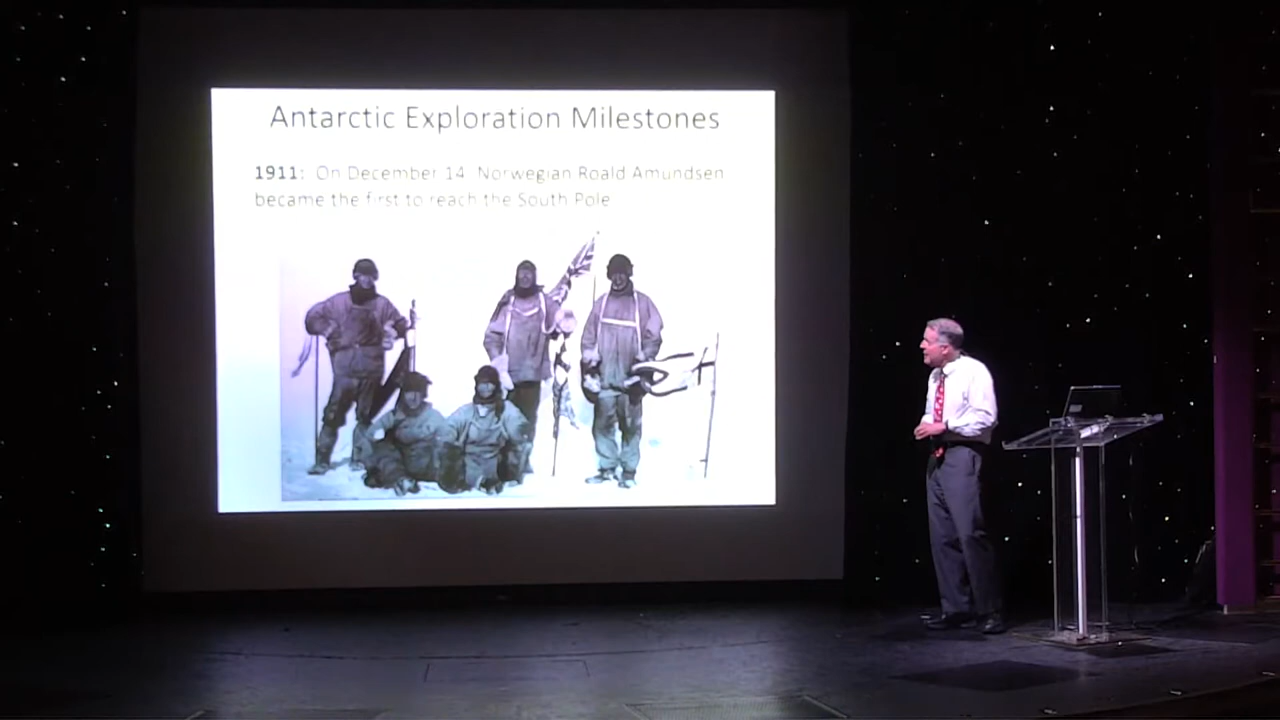 Antarctic Exploration Milestones
1911: On December 14 Norwegian Roald Amundsen
became the first to reach the South Pole